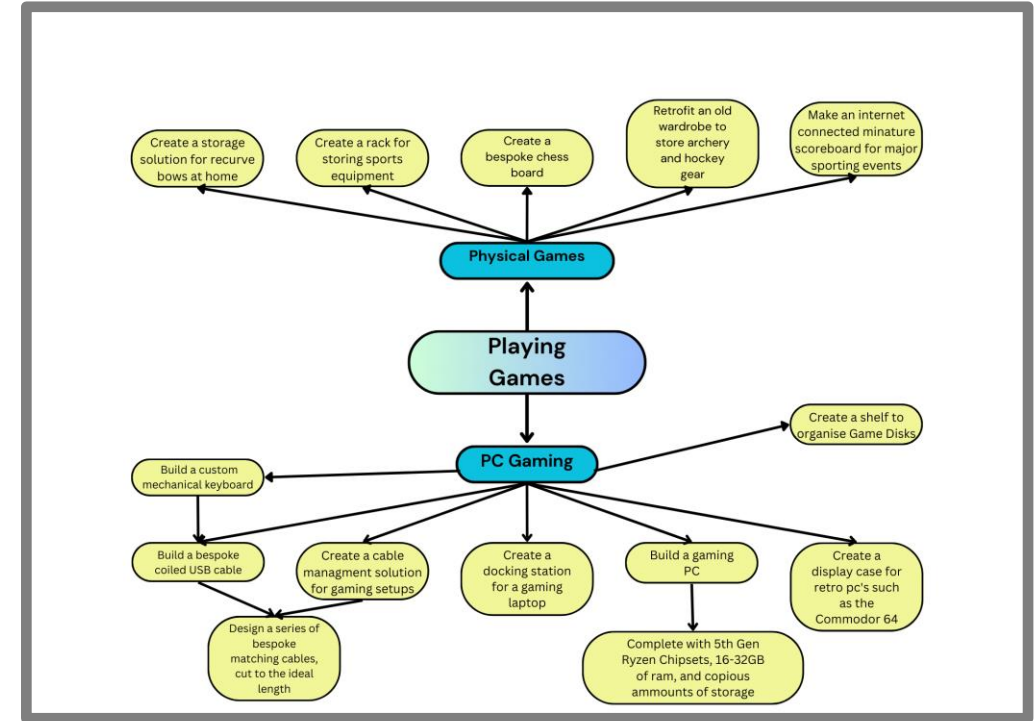 Create a storage
solution for recurve
bows at home
Create a rack for
storing sports
equipment
Create a
bespoke chess
board
Retrofit an old
wardrobe to
store archery
and hockey
gear
Make an internet
connected minature
scoreboard for major
sporting events
Physical Games
Playing
Games
PC Gaming
Create a shelf to
organise Game Disks
Build a custom
mechanical keyboard
Build a bespoke
coiled USB cable
Create a cable
managment solution
for gaming setups
Create a
docking station
for a gaming
laptop
Build a gaming
PC
Create a
display case for
retro pc's such
as the
Commodor 64
Design a series of
bespoke
matching cables,
cut to the ideal
length
Complete with 5th Gen
Ryzen Chipsets, 16-32GB
of ram, and copious
ammounts of storage